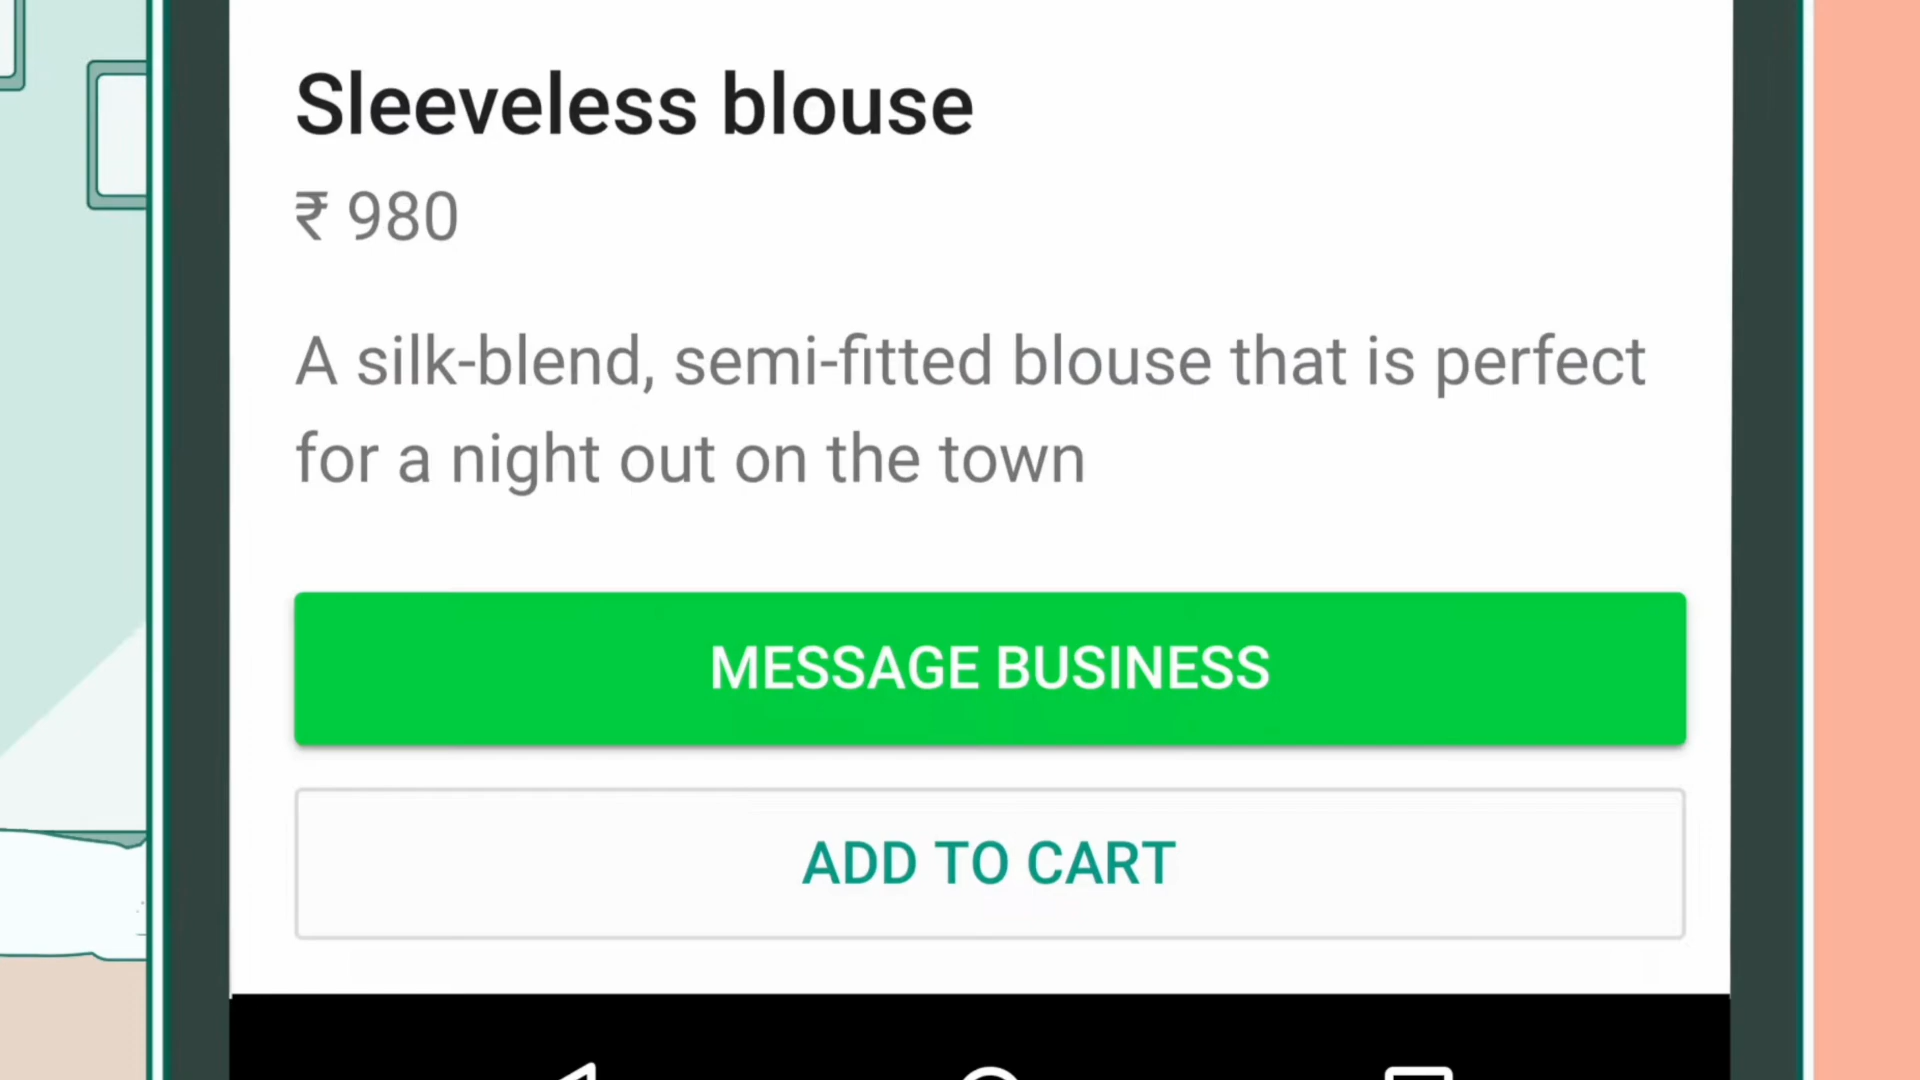 Sleeveless blouse
₹ 980
A silk-blend, semi-fitted blouse that is perfect
for a night out on the town
MESSAGE BUSINESS
ADD TO CART